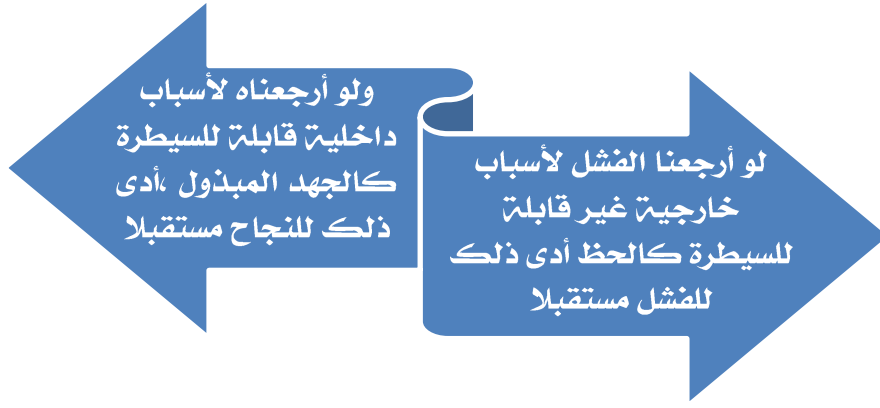 لو أرجعنا الفشل لأسباب
خارجية غير قابلة
للسيطرة كالحظ أدى ذلك
للفشل مستقبلا
ولو أرجعناه لأسباب
داخلية قابلة للسيطرة
كالجهد المبذول ،أدى
ذلك للنجاح مستقبلا